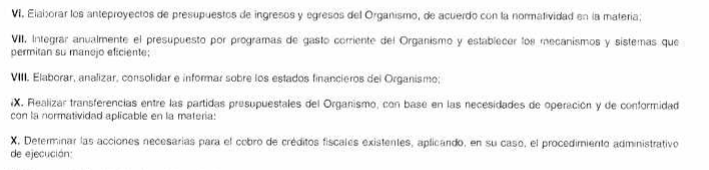 VI. Elaborar los anteproyectos de presupuestos de ingresos y egresos del Organismo, de acuerdo con la normatividad en la materia;
VII. Integrar anualmente el presupuesto por programas de gasto corriente del Organismo y establecer los mecanismos y sistemas que
permitan su manejo eficiente;
VIII. Elaborar, analizar, consolidar e informar sobre los estados financieros del Organismo;
IX. Realizar transferencias entre las partidas presupuestales del Organismo, con base en las necesidades de operación y de conformidad
con la normatividad aplicable en la materia;
X. Determinar las acciones necesarias para el cobro de créditos fiscales existentes, aplicando, en su caso, el procedimiento administrativo
de ejecución;